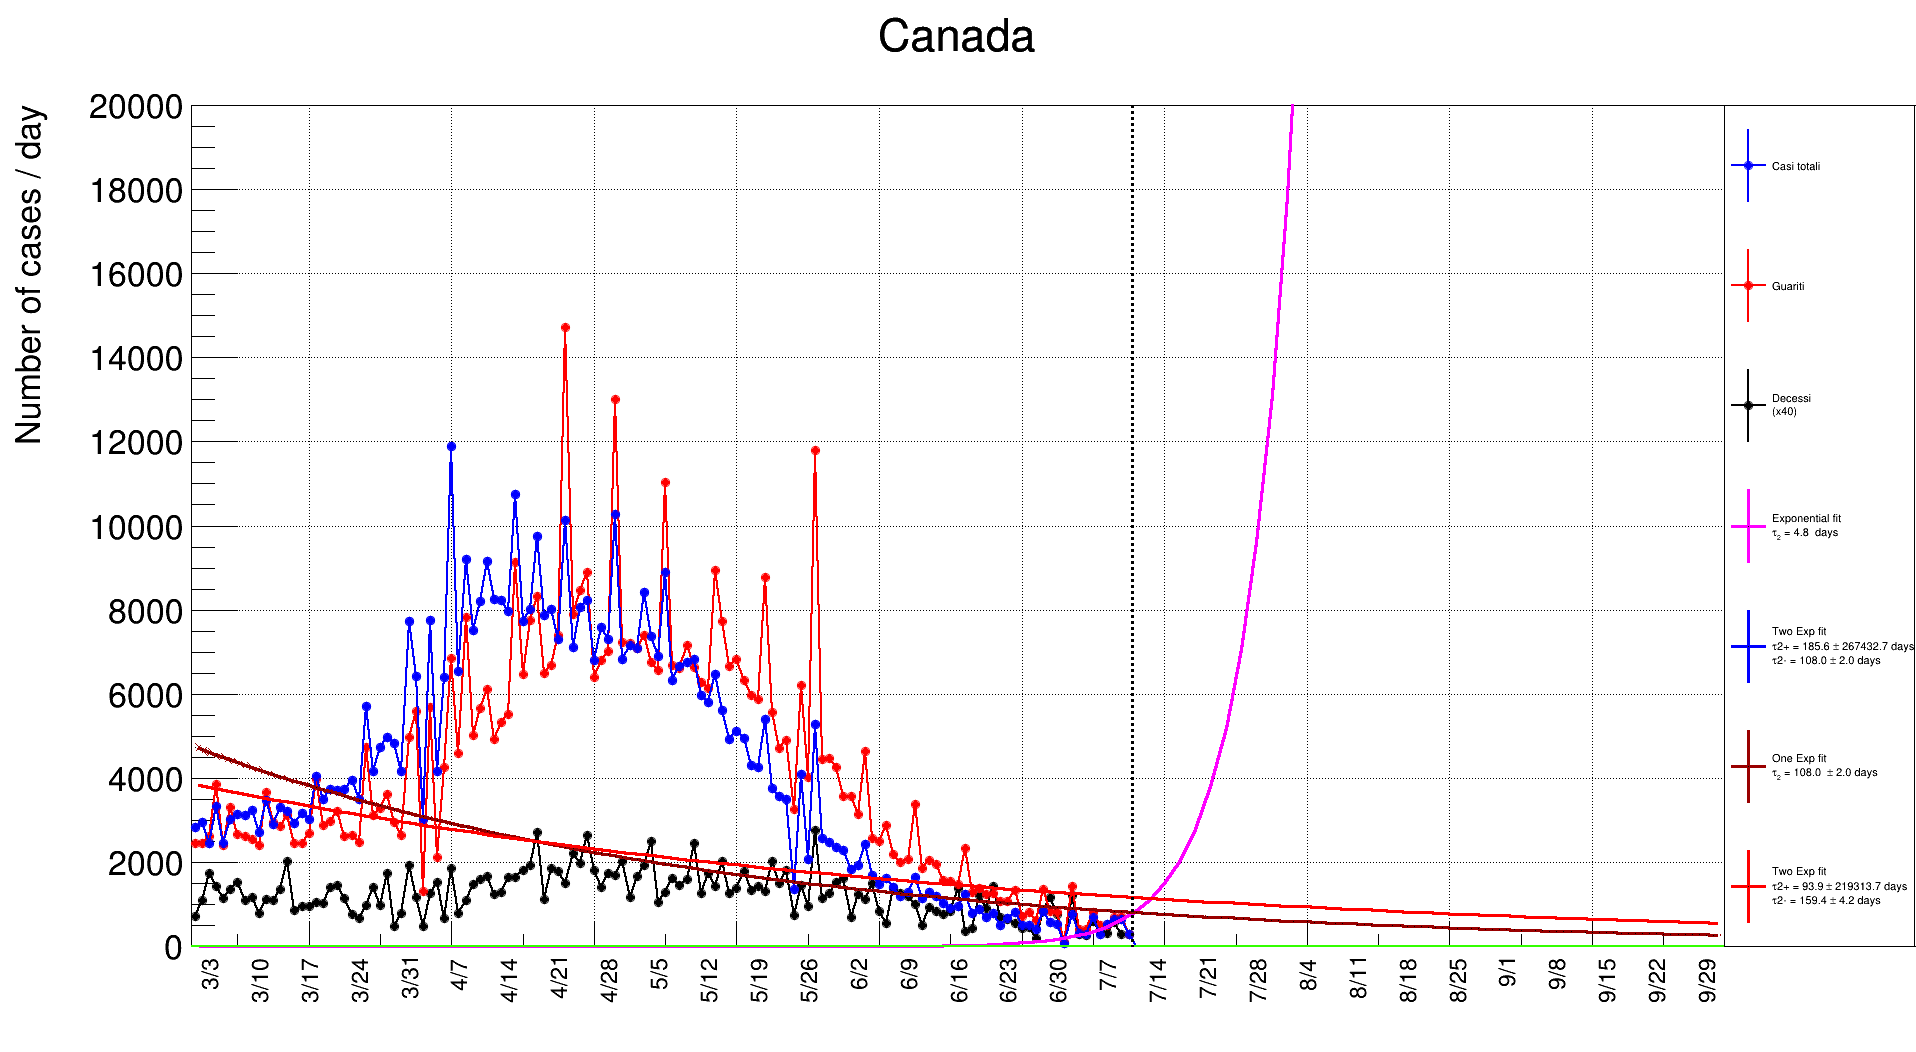 Canada
Number of cases / day
20000
18000
16000
14000
12000
10000
8000
6000
4000
2000
0
3/3
3/10
3/17
3/24
3/31
4/7
4/14
4/21
4/28
5/5
5/12
5/19
5/26
6/2
6/9
6/16
6/23
6/30
7/7
7/14
7/21
7/28
8/4
8/11
8/18
8/25
9/1
9/8
9/15
9/22
9/29
Casi totali
Guariti
Decessi
(x40)
Exponential fit
τ₂ = 4.8 days
Two Exp fit
τ2+ = 185.6 ± 267432.7 days
τ2- = 108.0 ± 2.0 days
One Exp fit
τ₂ = 108.0 ± 2.0 days
Two Exp fit
τ2+ = 93.9 ± 219313.7 days
τ2- = 159.4 ± 4.2 days